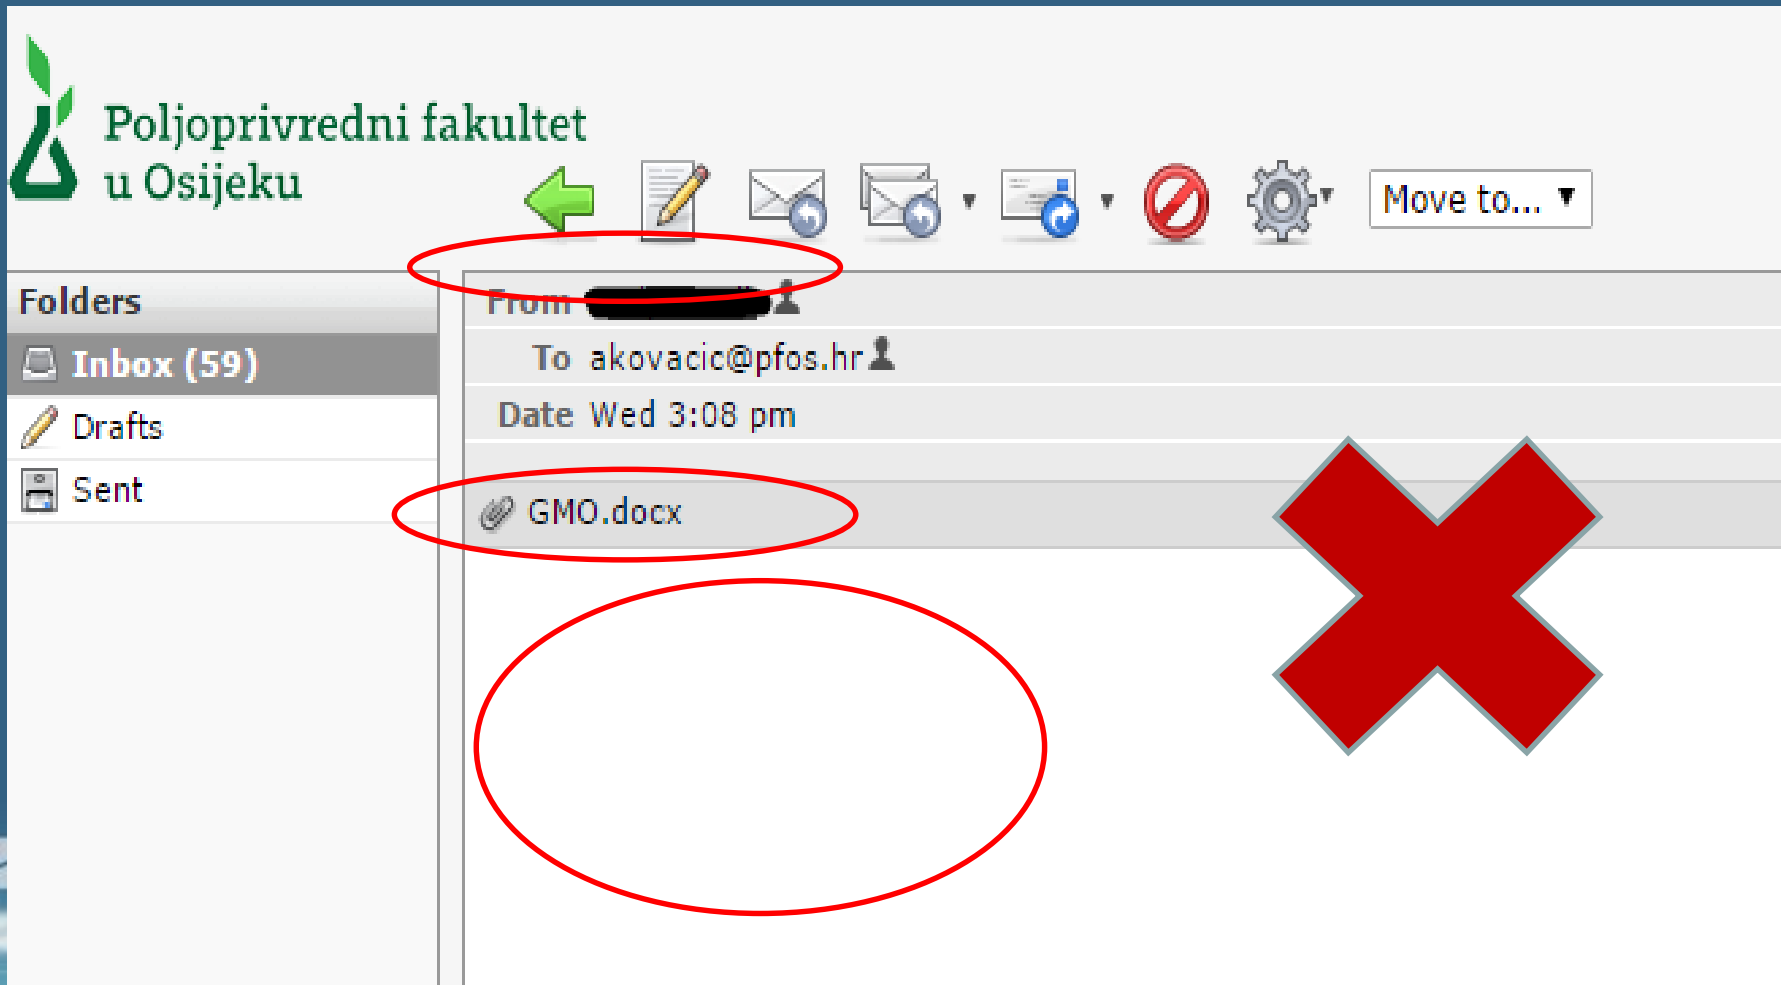 Poljoprivredni fakultet
u Osijeku
Move to...
Folders
Inbox (59)
Drafts
Sent
From
To akovacic@pfos.hr
Date Wed 3:08 pm
GMO.docx